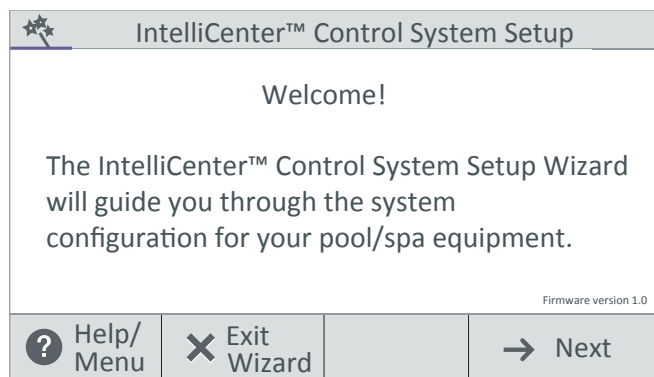 IntelliCenter™ Control System Setup
Welcome!
The IntelliCenter™ Control System Setup Wizard
will guide you through the system
configuration for your pool/spa equipment.
Firmware version 1.0
? Help/
Menu
Exit
Wizard
Next